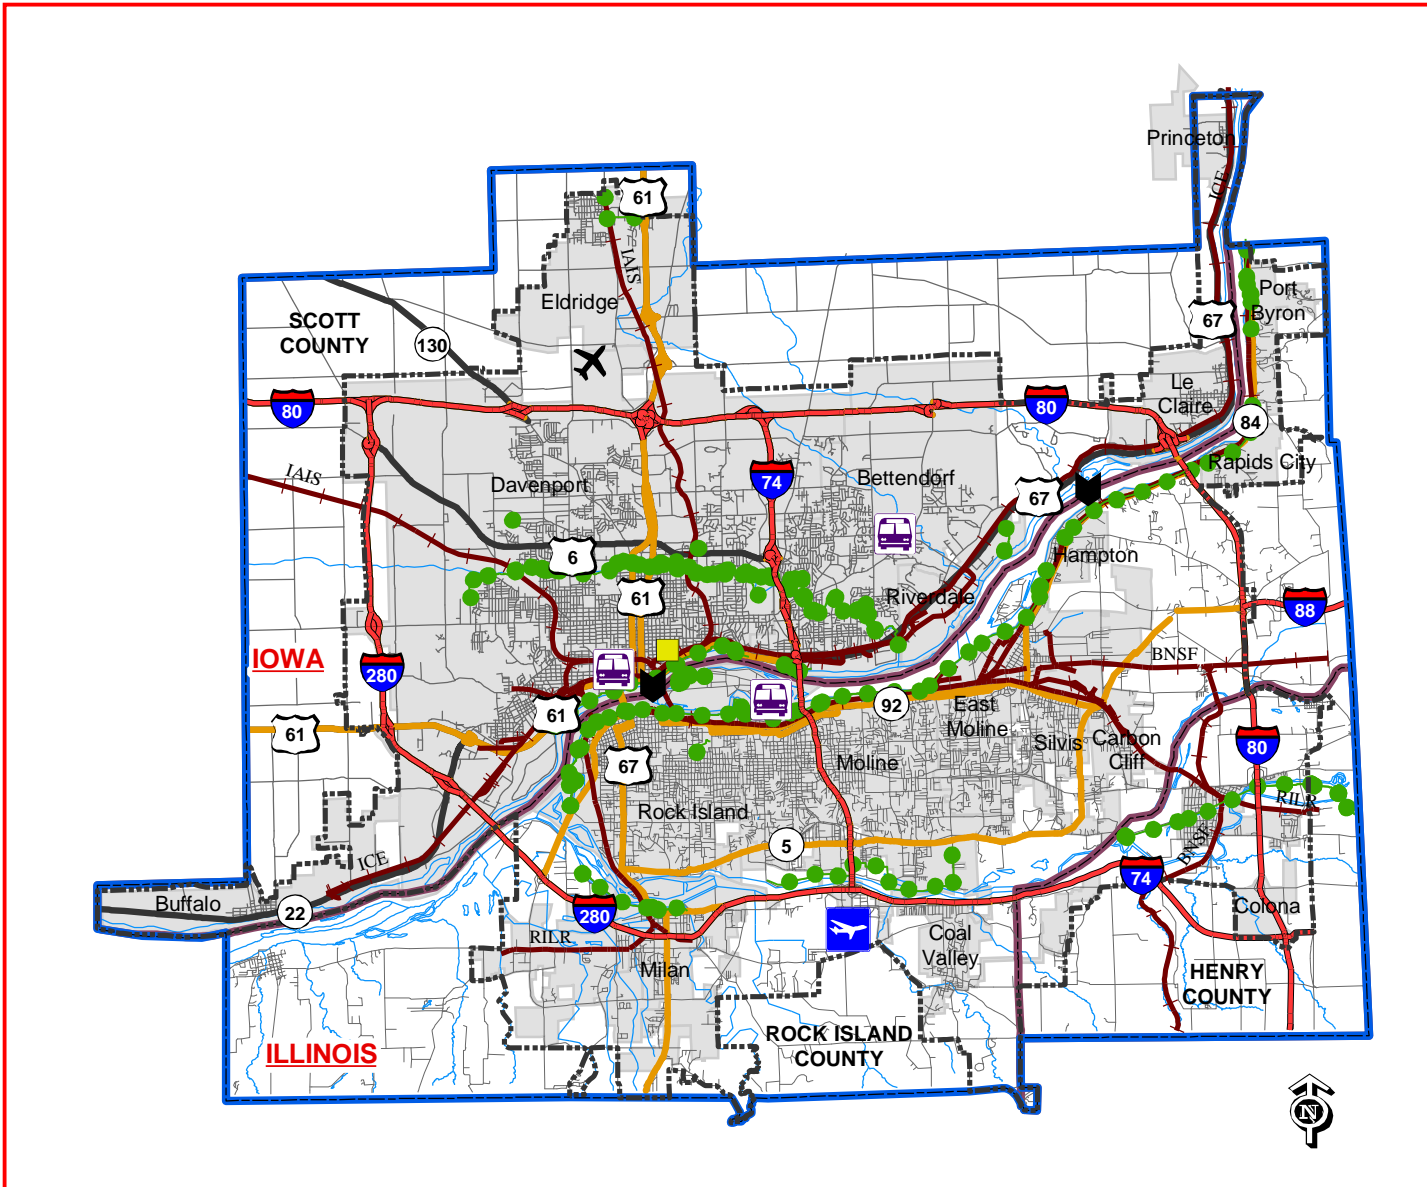 Princeton
ICE
61
IAIS
Eldridge
Port
Byron
SCOTT
COUNTY
67
130
Le
Claire
80
80
84
Rapids City
IAIS
74
Bettendorf
Davenport
67
6
Hampton
61
Riverdale
88
BNSF
IOWA
280
61
61
92
East
Moline
Silvis
Carbon
Cliff
80
67
Moline
RILR
Rock Island
5
BNSF
ICE
74
Buffalo
22
280
Colona
RILR
Coal
Valley
Milan
HENRY
COUNTY
ROCK ISLAND
COUNTY
ILLINOIS
N